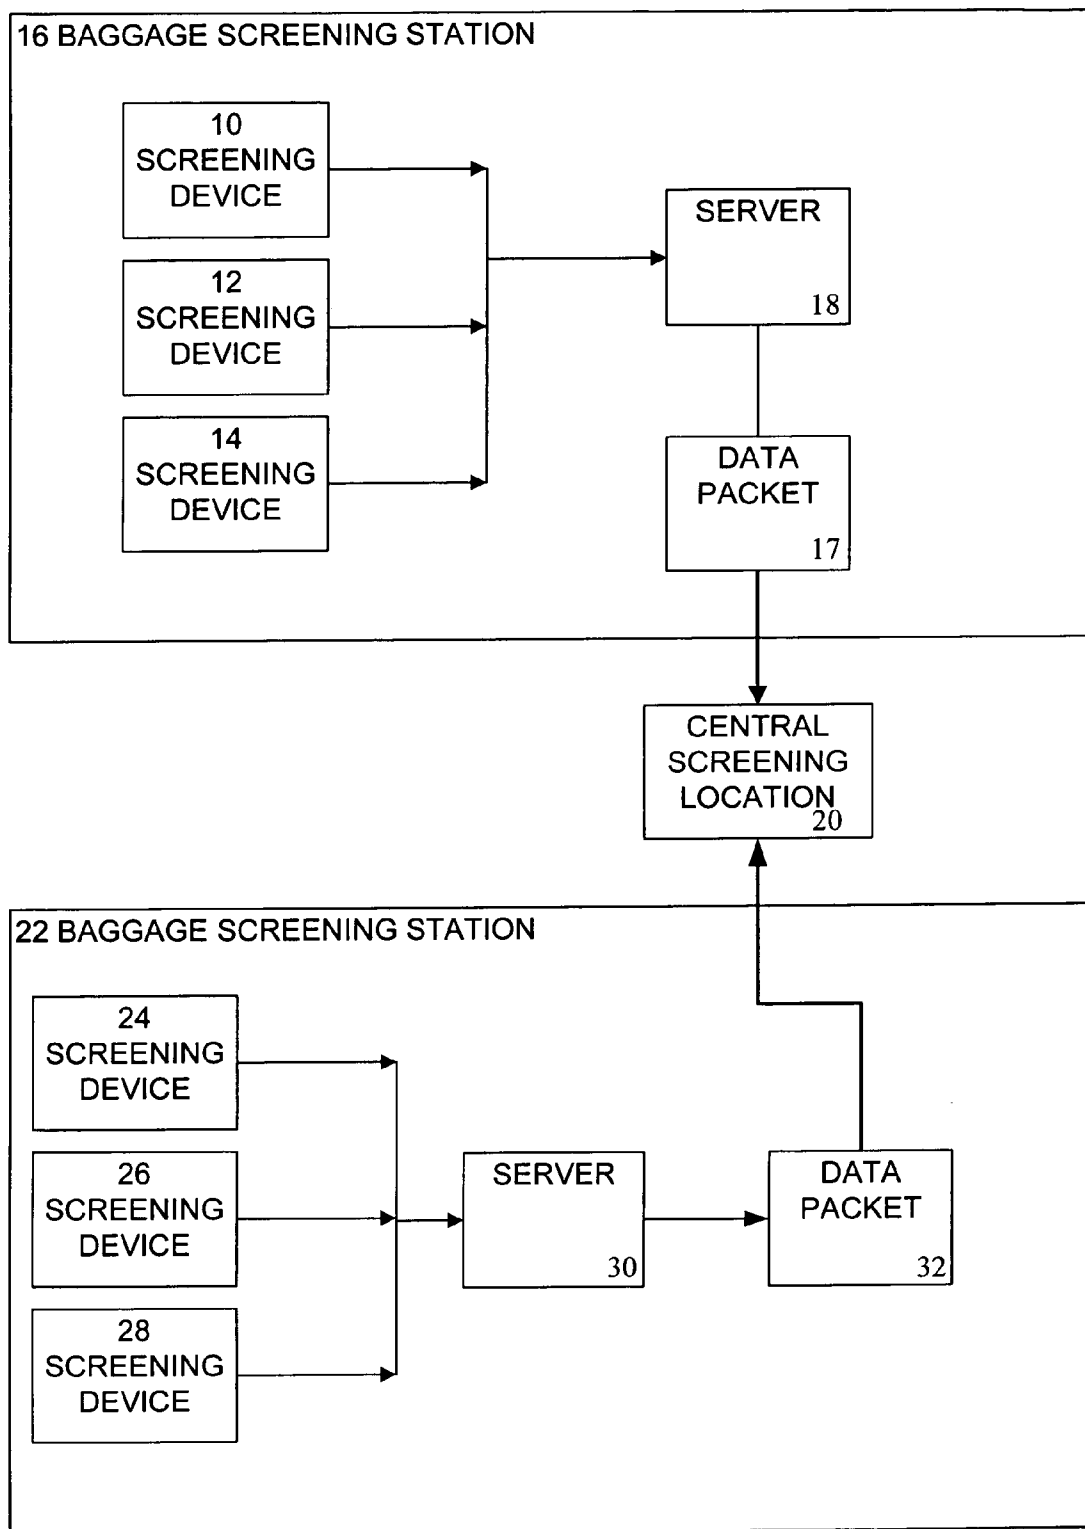 16 BAGGAGE SCREENING STATION
10
SCREENING
DEVICE
12
SCREENING
DEVICE
14
SCREENING
DEVICE
SERVER
18
DATA
PACKET
17
CENTRAL
SCREENING
LOCATION
20
22 BAGGAGE SCREENING STATION
24
SCREENING
DEVICE
26
SCREENING
DEVICE
28
SCREENING
DEVICE
SERVER
30
DATA
PACKET
32